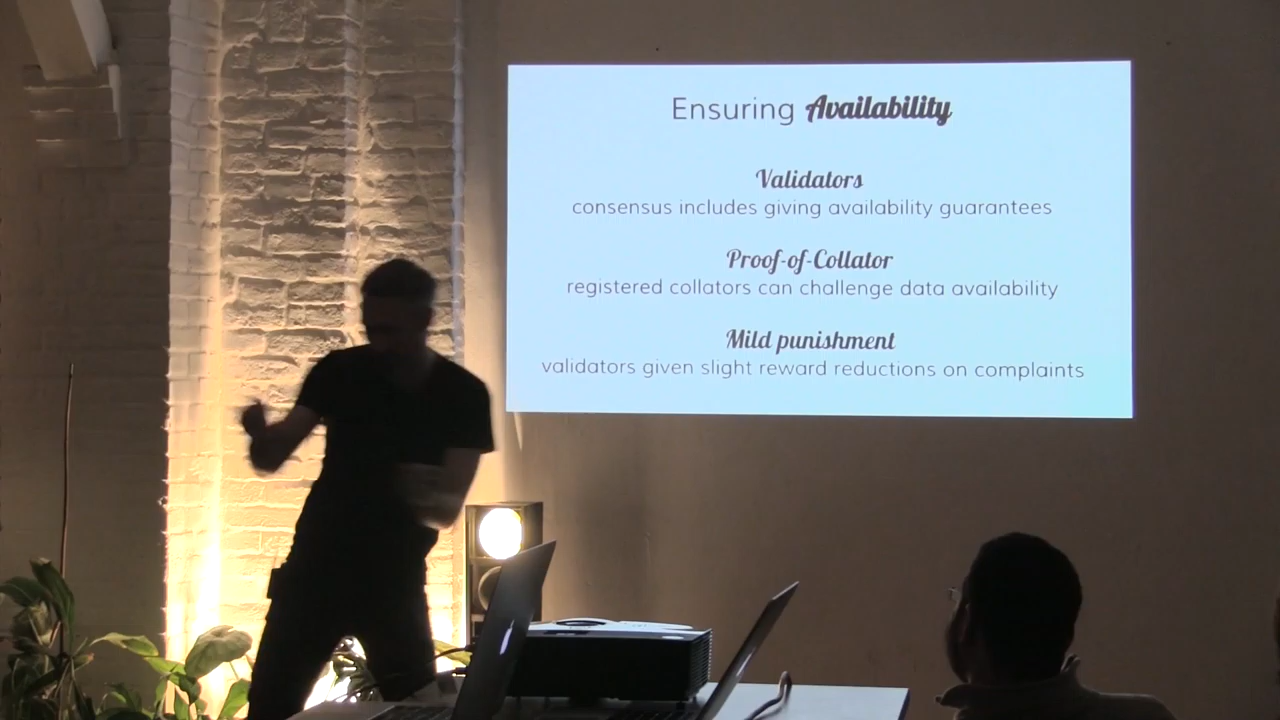 Ensuring Availability
Validators
consensus includes giving availability guarantees
Proof-of-Collator
registered collators can challenge data availability
Mild punishment
validators given slight reward reductions on complaints